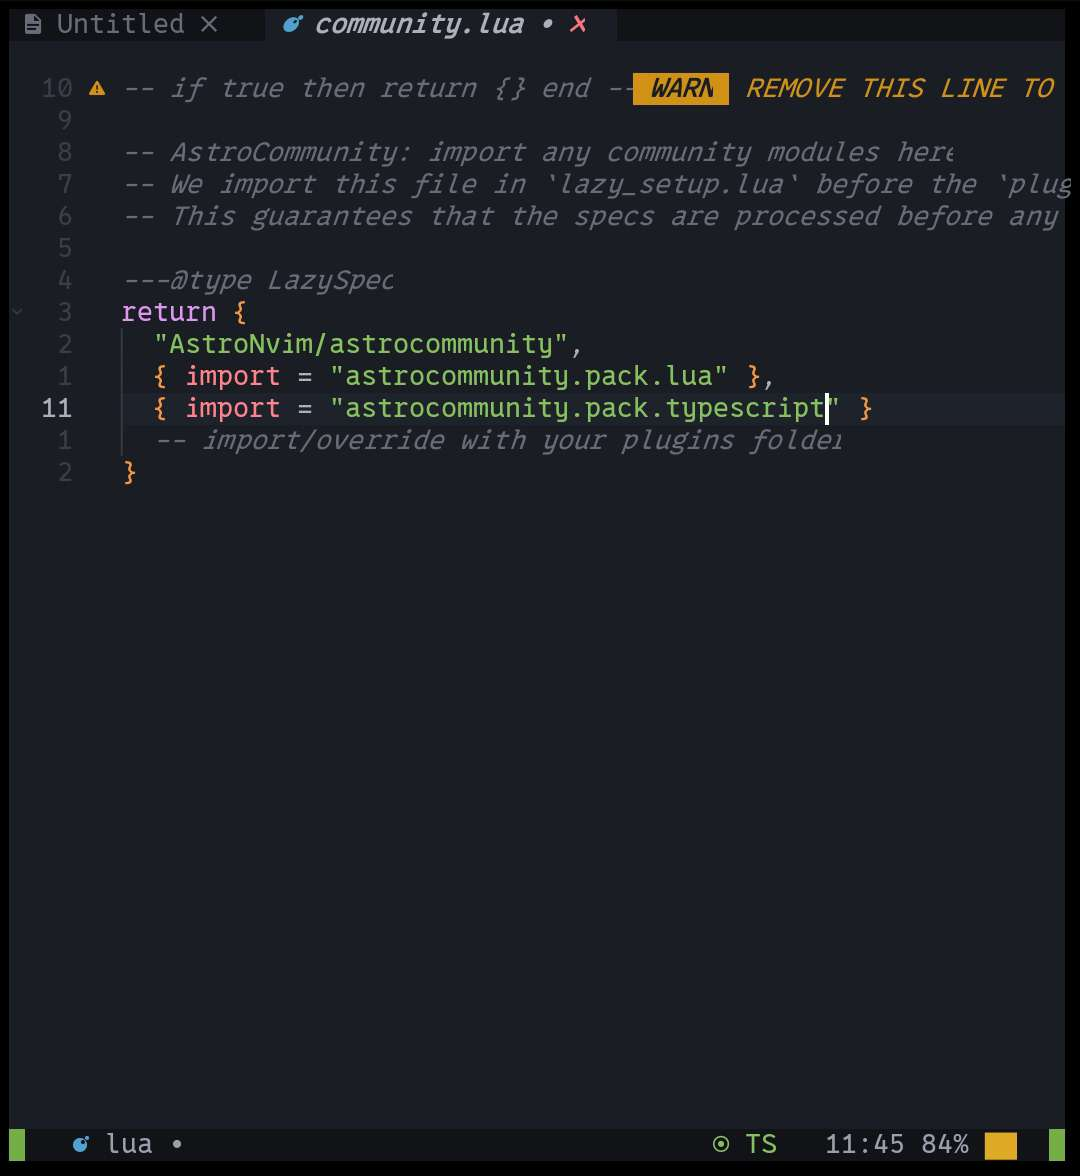 Untitled × community.lua • ×
10 -- if true then return {} end -- WARN REMOVE THIS LINE TO
9
8 -- AstroCommunity: import any community modules here
7 -- We import this file in `lazy_setup.lua` before the `plug
6 -- This guarantees that the specs are processed before any
5
4 ---@type LazySpec
3 return {
2 "AstroNvim/astrocommunity",
1 { import = "astrocommunity.pack.lua" },
11 { import = "astrocommunity.pack.typescript" }
1 -- import/override with your plugins folder
2 }
lua • TS 11:45 84%